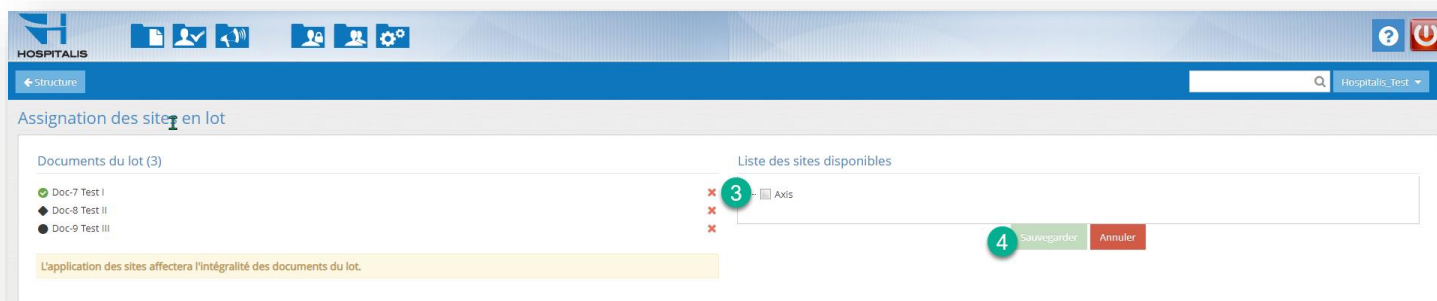 HOSPITALIS
?
Structure
Hospitalis_Test
Assignation des sites en lot
Documents du lot (3)
Doc-7 Test I
Doc-8 Test II
Doc-9 Test III
L'application des sites affectera l'intégralité des documents du lot.
Liste des sites disponibles
3
Axis
4
Sauvegarder
Annuler